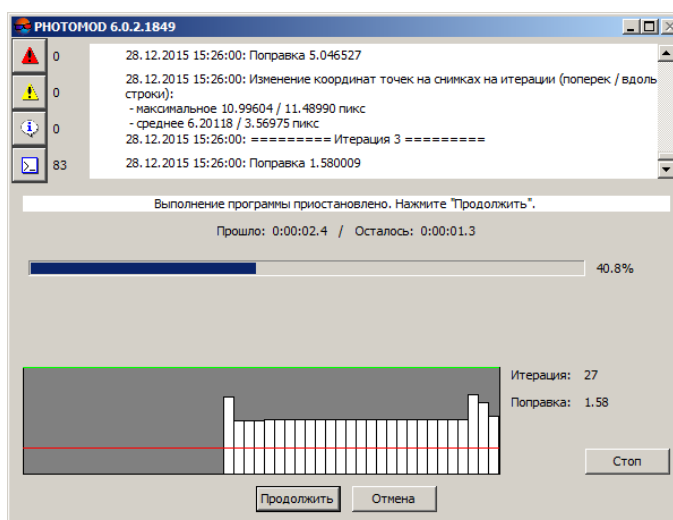 PHOTOMOD 6.0.2.1849
0
28.12.2015 15:26:00: Поправка 5.046527
28.12.2015 15:26:00: Изменение координат точек на снимках на итерации (поперек / вдоль
строки):
0
- максимальное 10.99604 / 11.48990 пикс
- среднее 6.20118 / 3.56975 пикс
0
28.12.2015 15:26:00: ========= Итерация 3 =========
83
28.12.2015 15:26:00: Поправка 1.580009
Выполнение программы приостановлено. Нажмите "Продолжить".
Прошло: 0:00:02.4 / Осталось: 0:00:01.3
40.8%
Итерация: 27
Поправка: 1.58
Стоп
Продолжить
Отмена